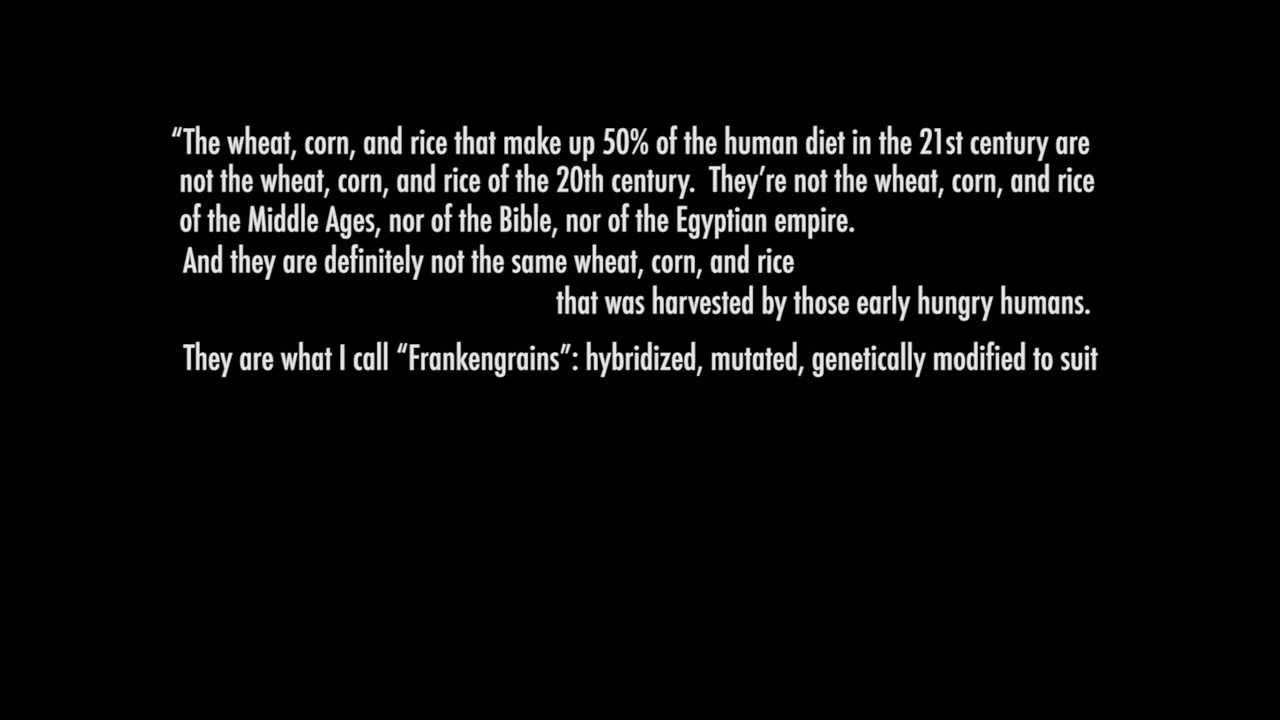 “The wheat, corn, and rice that make up 50% of the human diet in the 21st century are
not the wheat, corn, and rice of the 20th century. They’re not the wheat, corn, and rice
of the Middle Ages, nor of the Bible, nor of the Egyptian empire.
And they are definitely not the same wheat, corn, and rice
that was harvested by those early hungry humans.
They are what I call “Frankengrains”: hybridized, mutated, genetically modified to suit